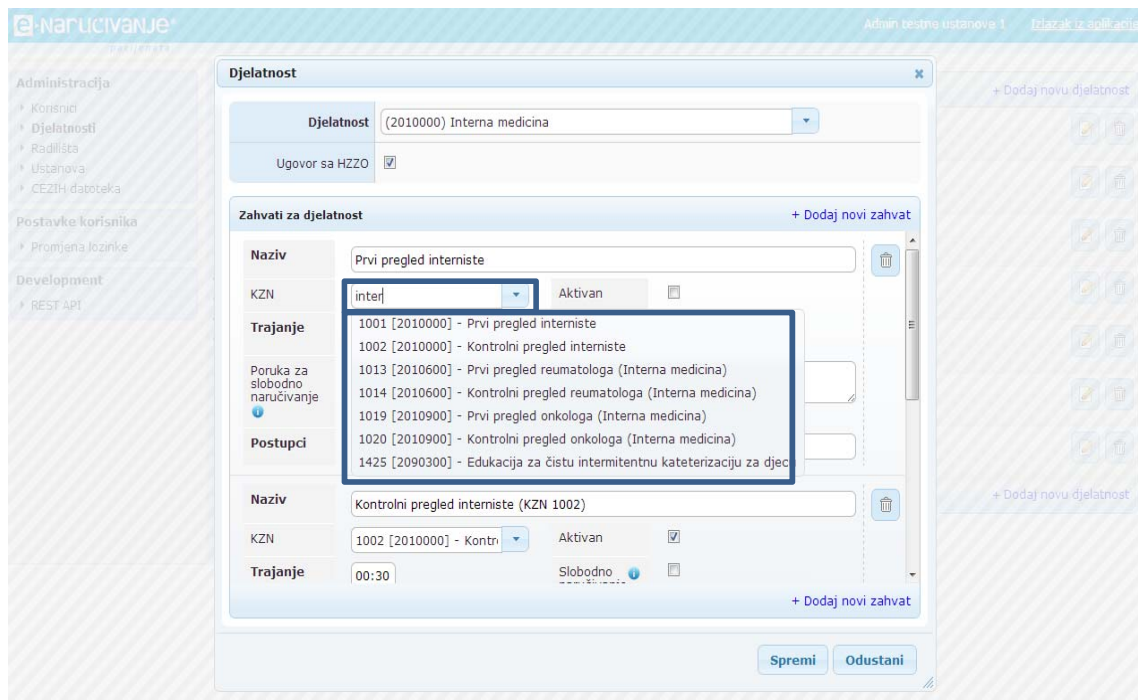 e-Naručivanje
pacijenata
Admin testne ustanove 1
Izlazak iz aplikacije
Administracija
Korisnici
Djelatnosti
Radilišta
Ustanova
CEZIH datoteka
Postavke korisnika
Promjena lozinke
Development
REST API
+ Dodaj novu djelatnost
Djelatnost
Djelatnost (2010000) Interna medicina
Ugovor sa HZZO
Zahvati za djelatnost + Dodaj novi zahvat
Naziv Prvi pregled interniste
KZN inter Aktivan
Trajanje
1001 [2010000] - Prvi pregled interniste
1002 [2010000] - Kontrolni pregled interniste
1013 [2010600] - Prvi pregled reumatologa (Interna medicina)
1014 [2010600] - Kontrolni pregled reumatologa (Interna medicina)
1019 [2010900] - Prvi pregled onkologa (Interna medicina)
1020 [2010900] - Kontrolni pregled onkologa (Interna medicina)
1425 [2090300] - Edukacija za čistu intermitentnu kateterizaciju za djec
Poruka za
slobodno
naručivanje
Postupci
Naziv Kontrolni pregled interniste (KZN 1002)
KZN 1002 [2010000] - Kontr Aktivan
Trajanje 00:30 Slobodno
naručivanje
+ Dodaj novi zahvat
Spremi Odustani
+ Dodaj novu djelatnost